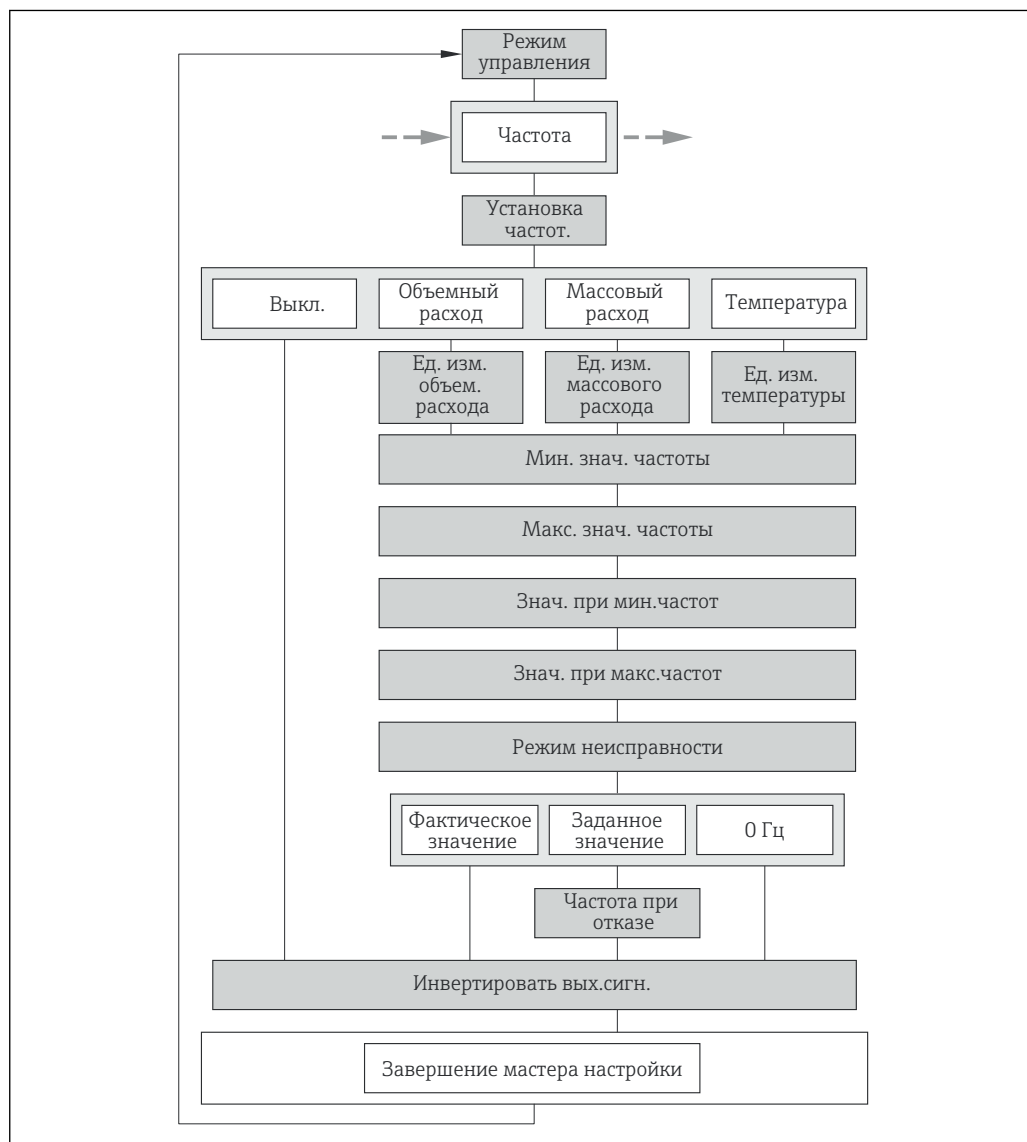 Режим
управления
Частота
Установка
частот.
Выкл.
Объемный
расход
Массовый
расход
Температура
Ед. изм.
объем.
расхода
Ед. изм.
массового
расхода
Ед. изм.
температуры
Мин. знач. частоты
Макс. знач. частоты
Знач. при мин.частот
Знач. при макс.частот
Режим неисправности
Фактическое
значение
Заданное
значение
0 Гц
Частота при
отказе
Инвертировать вых.сигн.
Завершение мастера настройки